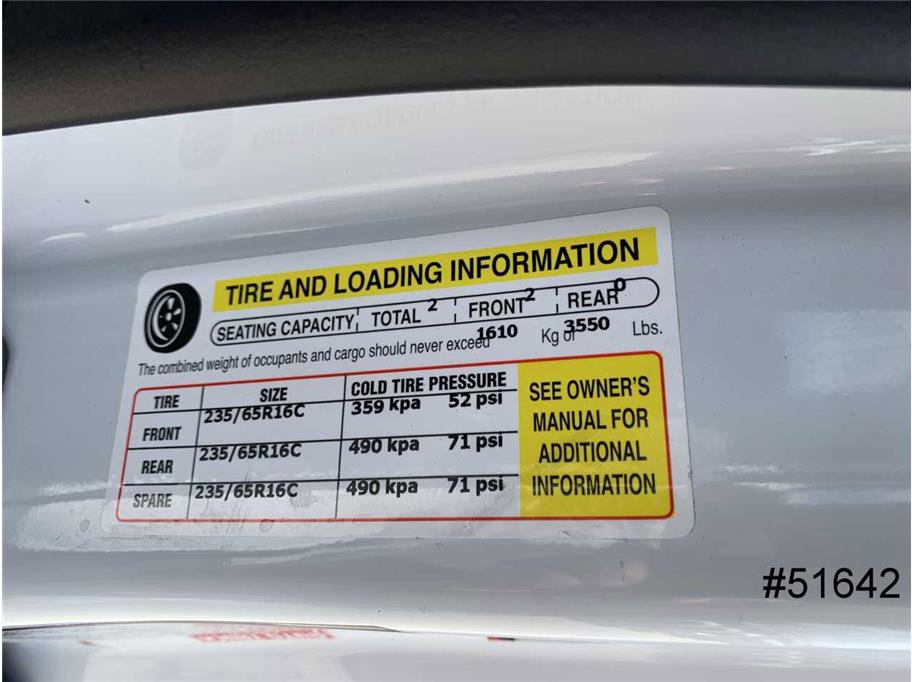 TIRE AND LOADING INFORMATION
SEATING CAPACITY TOTAL 2 FRONT 2 REAR 0
The combined weight of occupants and cargo should never exceed 1610 Kg or 3550 Lbs.
TIRE SIZE COLD TIRE PRESSURE
FRONT 235/65R16C 359 kpa 52 psi
REAR 235/65R16C 490 kpa 71 psi
SPARE 235/65R16C 490 kpa 71 psi
SEE OWNER'S
MANUAL FOR
ADDITIONAL
INFORMATION
#51642